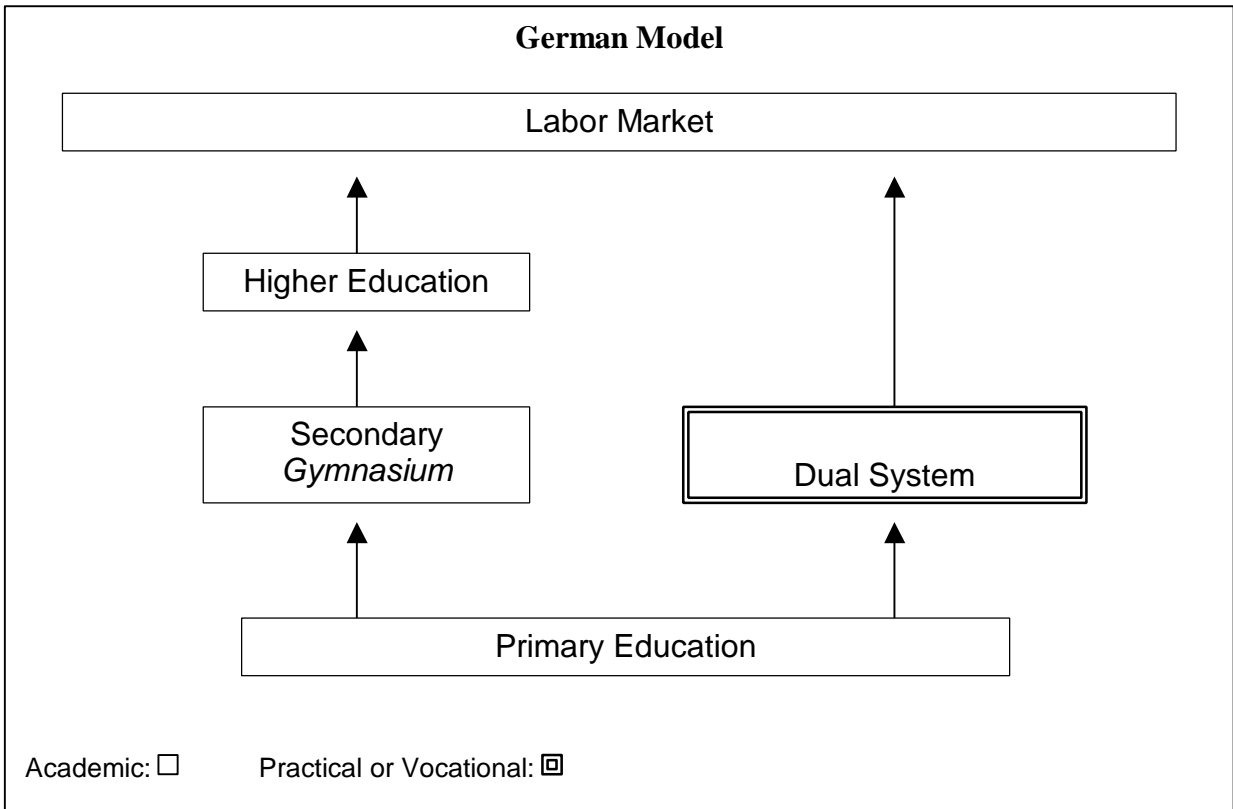 German Model
Labor Market
Higher Education
Secondary
Gymnasium
Dual System
Primary Education
Academic:
Practical or Vocational: